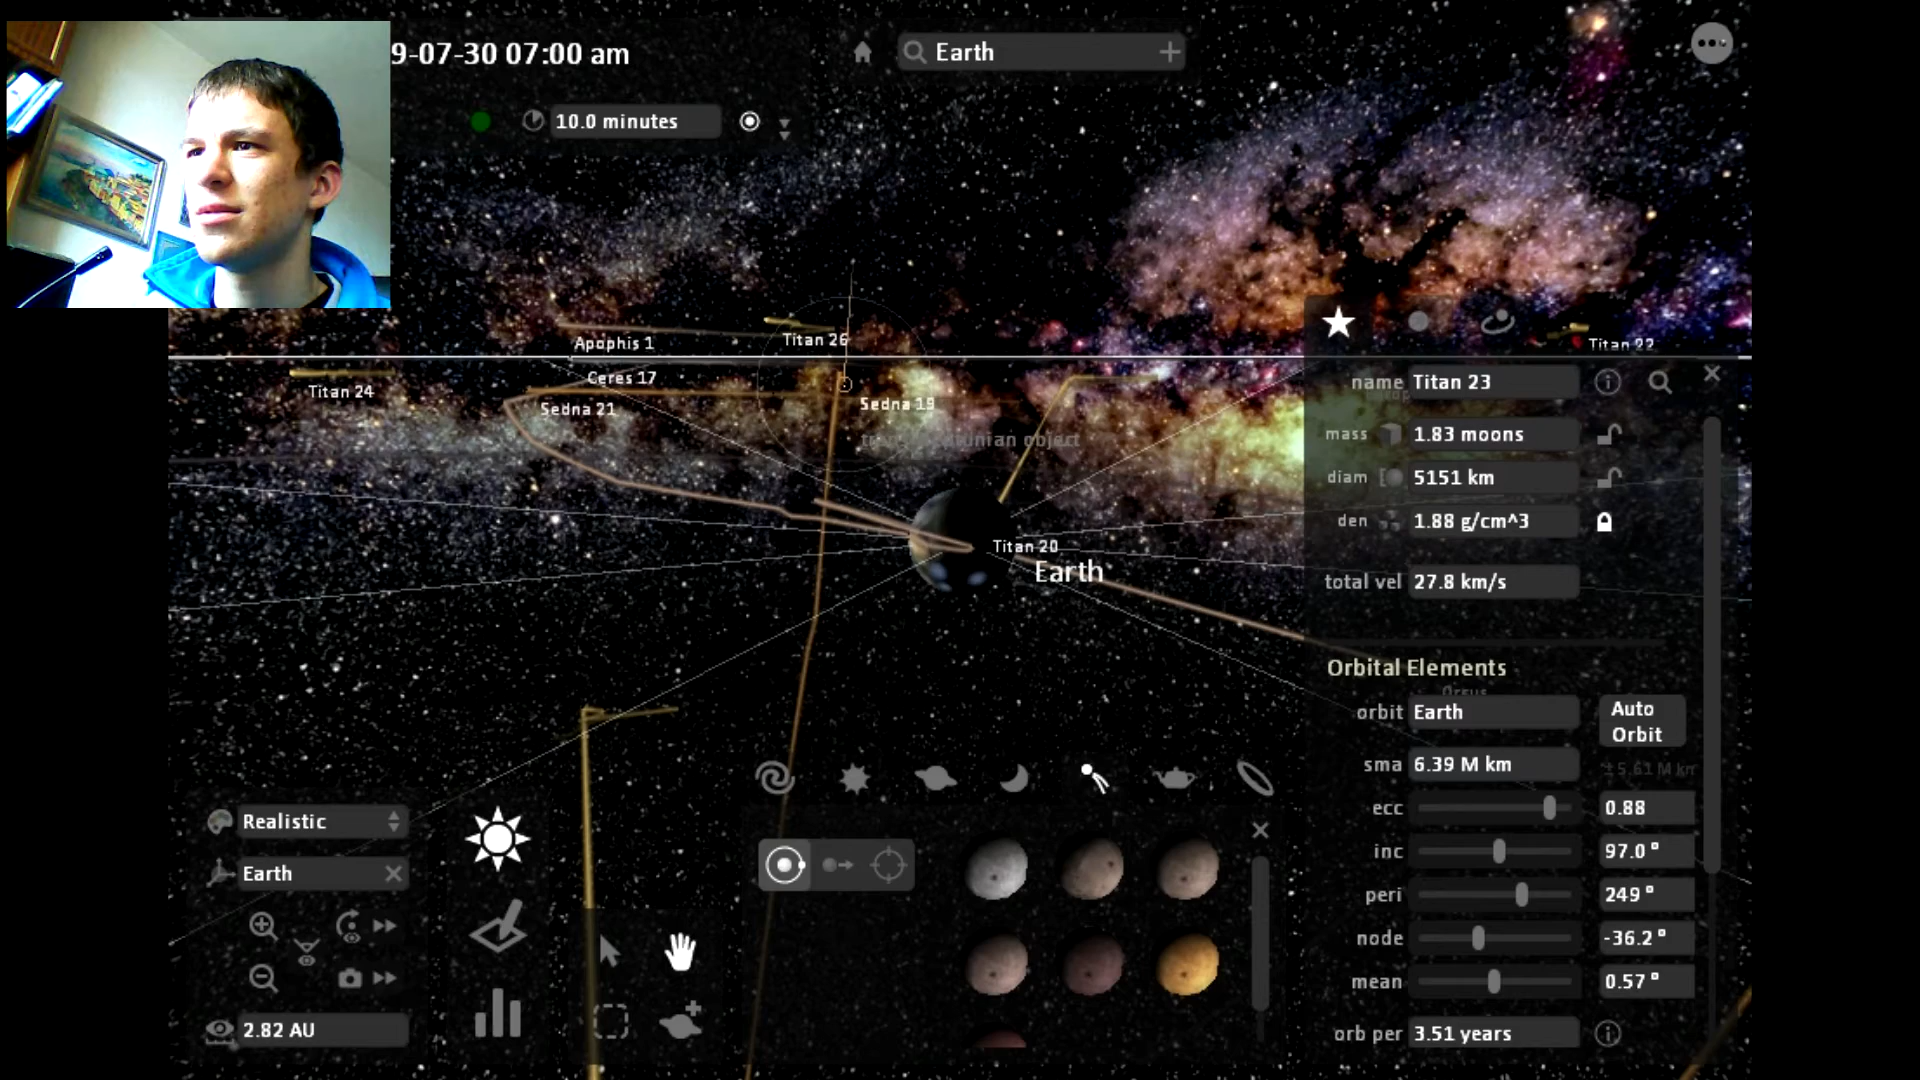 9-07-30 07:00 am
Earth
10.0 minutes
Apophis 1
Titan 26
Titan 22
Titan 24
Ceres 17
Sedna 21
Sedna 19
Titan 20
Earth
name Titan 23
mass 1.83 moons
diam 5151 km
den 1.88 g/cm^3
total vel 27.8 km/s
Orbital Elements
orbit Earth
Auto
Orbit
sma 6.39 M km
±5.61 M km
ecc 0.88
inc 97.0 °
peri 249 °
node -36.2 °
mean 0.57 °
orb per 3.51 years
Realistic
Earth
2.82 AU